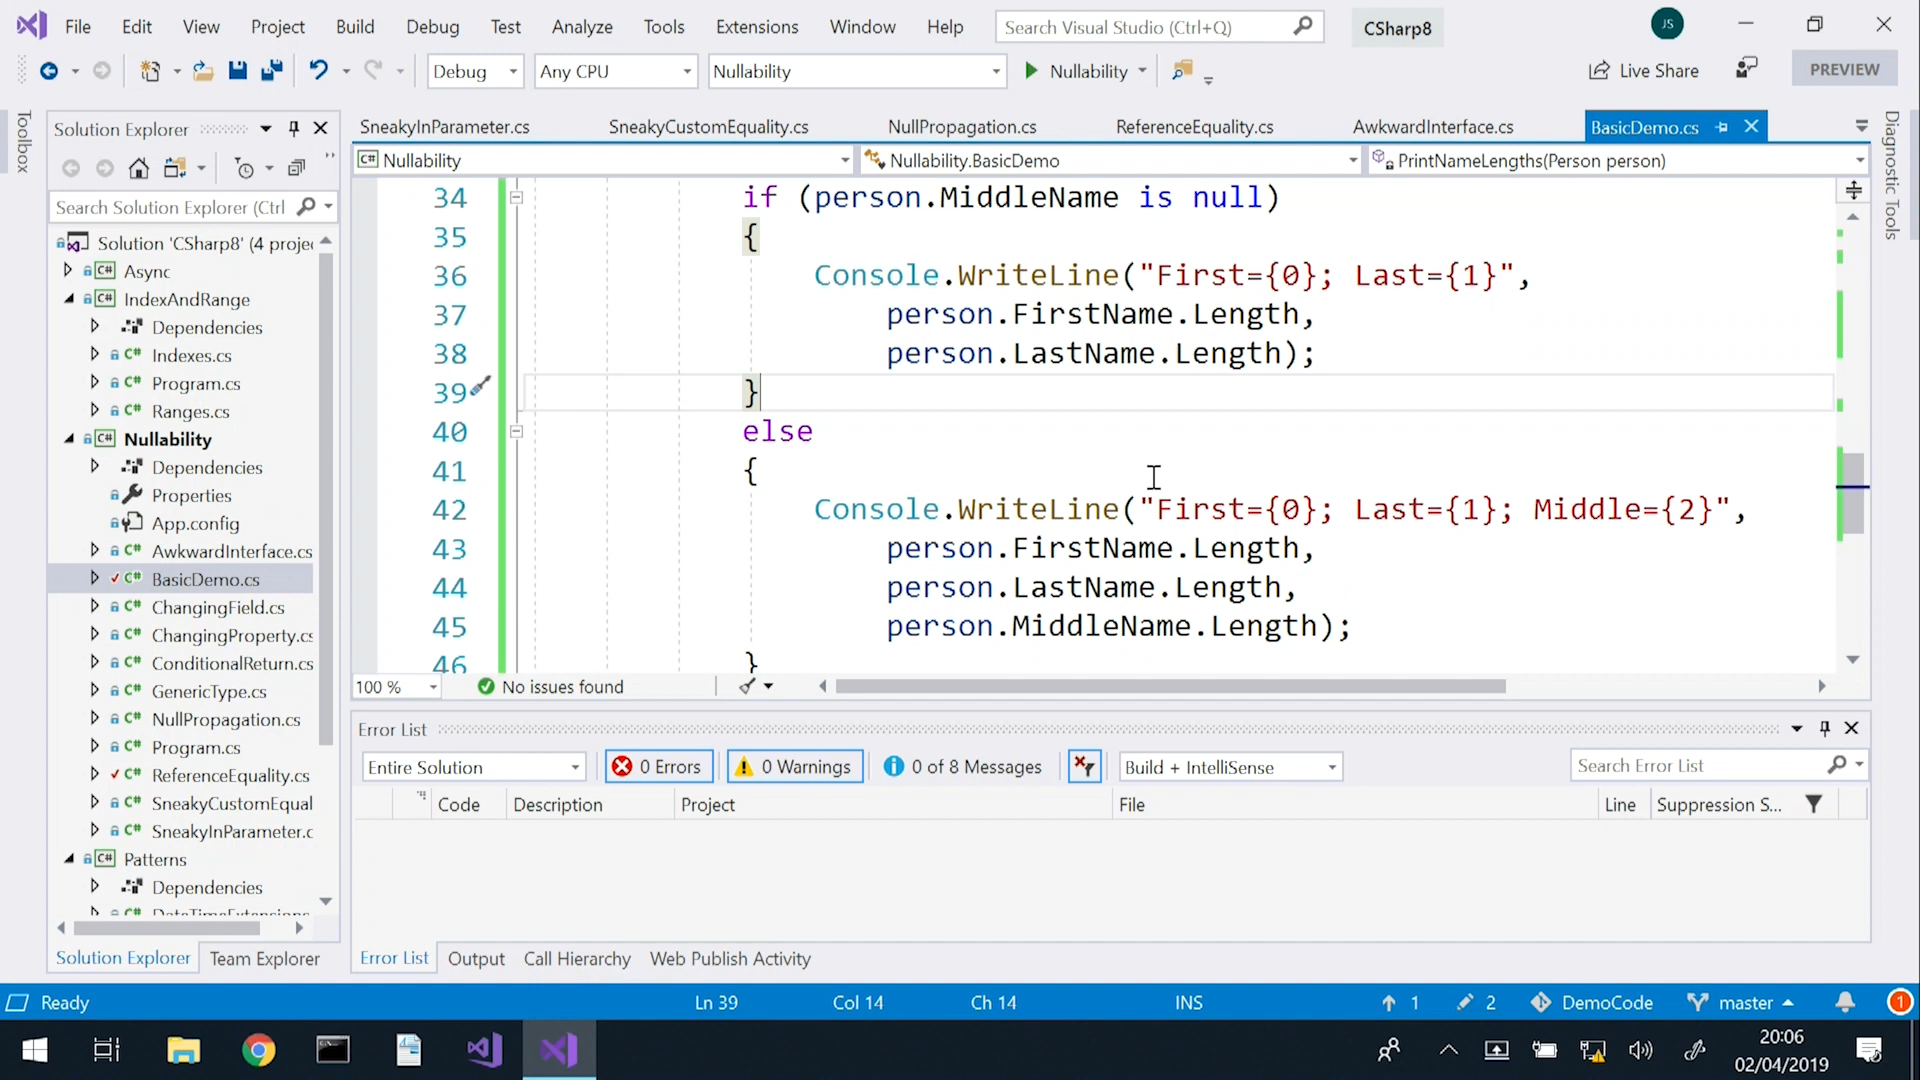 File Edit View Project Build Debug Test Analyze Tools Extensions Window Help Search Visual Studio (Ctrl+Q) CSharp8 JS
Debug Any CPU Nullability Nullability Live Share PREVIEW
Toolbox
Solution Explorer
Search Solution Explorer (Ctrl
Solution 'CSharp8' (4 proje
Async
IndexAndRange
Dependencies
Indexes.cs
Program.cs
Ranges.cs
Nullability
Dependencies
Properties
App.config
AwkwardInterface.cs
BasicDemo.cs
ChangingField.cs
ChangingProperty.cs
ConditionalReturn.cs
GenericType.cs
NullPropagation.cs
Program.cs
ReferenceEquality.cs
SneakyCustomEqual
SneakyInParameter.c
Patterns
Dependencies
DateTimeExtensions
Solution Explorer Team Explorer
SneakyInParameter.cs SneakyCustomEquality.cs NullPropagation.cs ReferenceEquality.cs AwkwardInterface.cs BasicDemo.cs
C# Nullability Nullability.BasicDemo PrintNameLengths(Person person)
34 if (person.MiddleName is null)
35 {
36 Console.WriteLine("First={0}; Last={1}",
37 person.FirstName.Length,
38 person.LastName.Length);
39 }
40 else
41 {
42 Console.WriteLine("First={0}; Last={1}; Middle={2}",
43 person.FirstName.Length,
44 person.LastName.Length,
45 person.MiddleName.Length);
46 }
100 % No issues found
Diagnostic Tools
Error List
Entire Solution 0 Errors 0 Warnings 0 of 8 Messages Build + IntelliSense Search Error List
Code Description Project File Line Suppression S...
Error List Output Call Hierarchy Web Publish Activity
Ready Ln 39 Col 14 Ch 14 INS 1 2 DemoCode master 1
20:06
02/04/2019